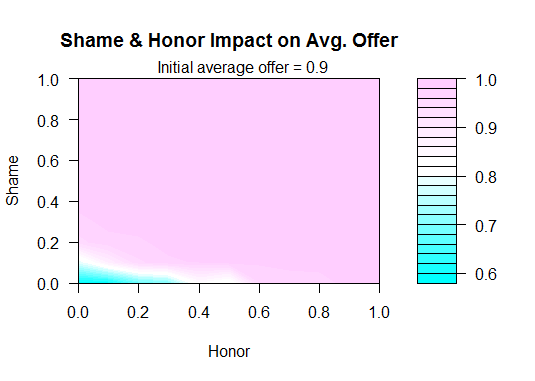 Shame & Honor Impact on Avg. Offer
Initial average offer = 0.9
1.0
0.8
0.6
0.4
0.2
0.0
Shame
0.0 0.2 0.4 0.6 0.8 1.0
Honor
1.0
0.9
0.8
0.7
0.6